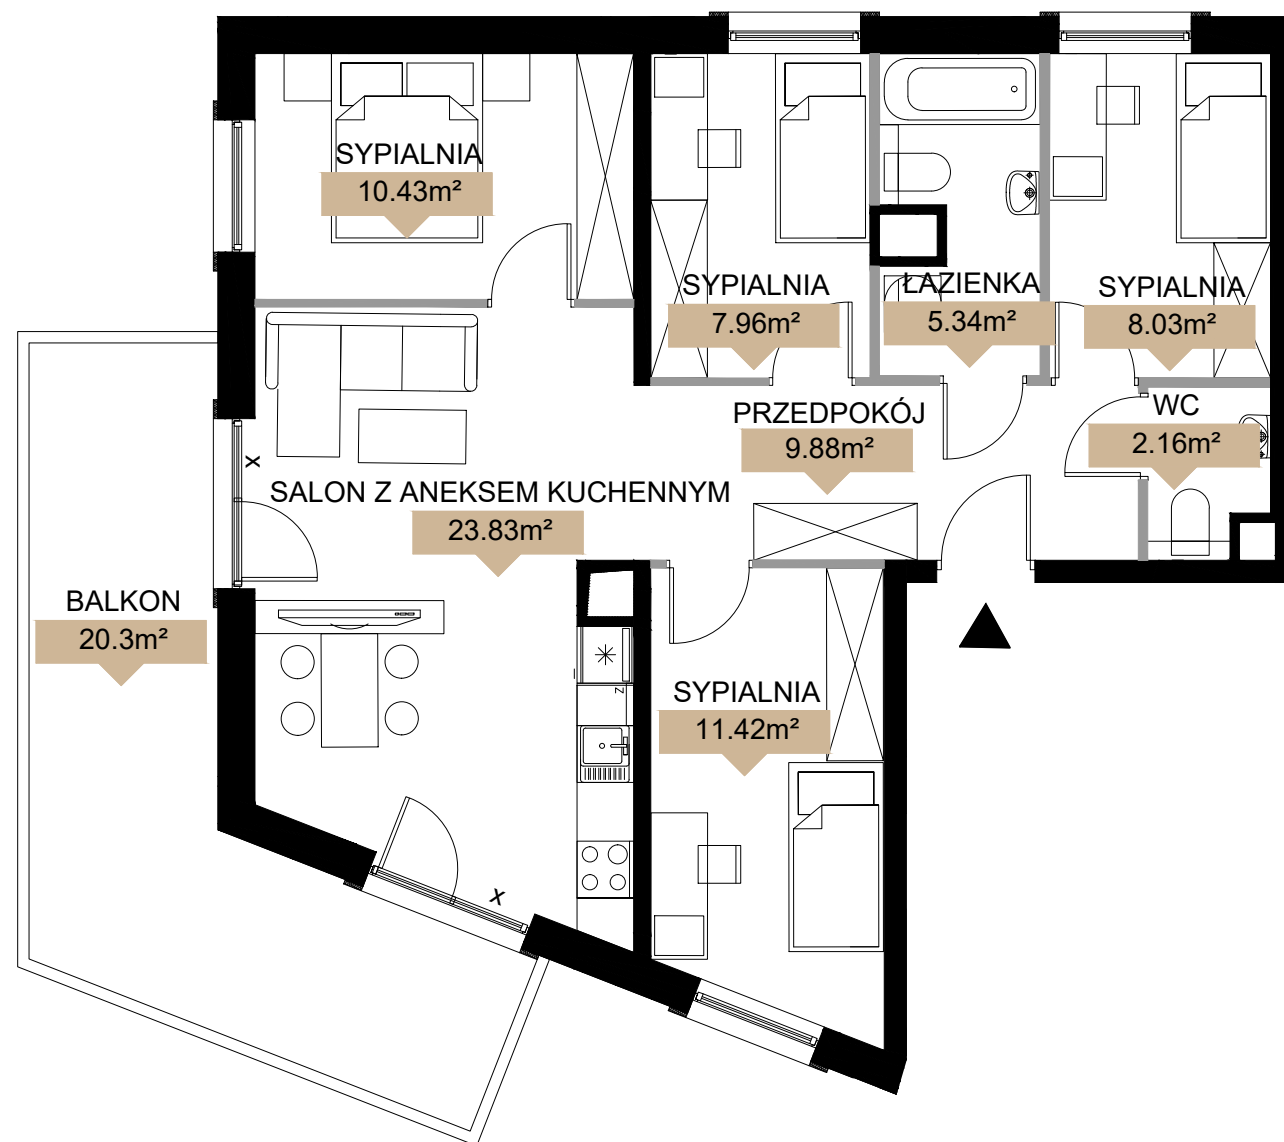 SYPIALNIA
10.43m²
SYPIALNIA
7.96m²
ŁAZIENKA
5.34m²
SYPIALNIA
8.03m²
PRZEDPOKÓJ
9.88m²
WC
2.16m²
x
SALON Z ANEKSEM KUCHENNYM
23.83m²
BALKON
20.3m²
SYPIALNIA
11.42m²
z
x